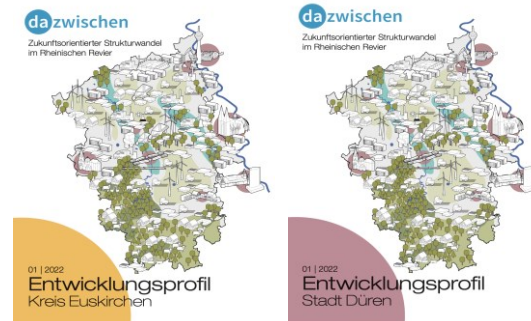 dazwischen
Zukunftsorientierter Strukturwandel
im Rheinischen Revier
01 | 2022
Entwicklungsprofil
Kreis Euskirchen
dazwischen
Zukunftsorientierter Strukturwandel
im Rheinischen Revier
01 | 2022
Entwicklungsprofil
Stadt Düren